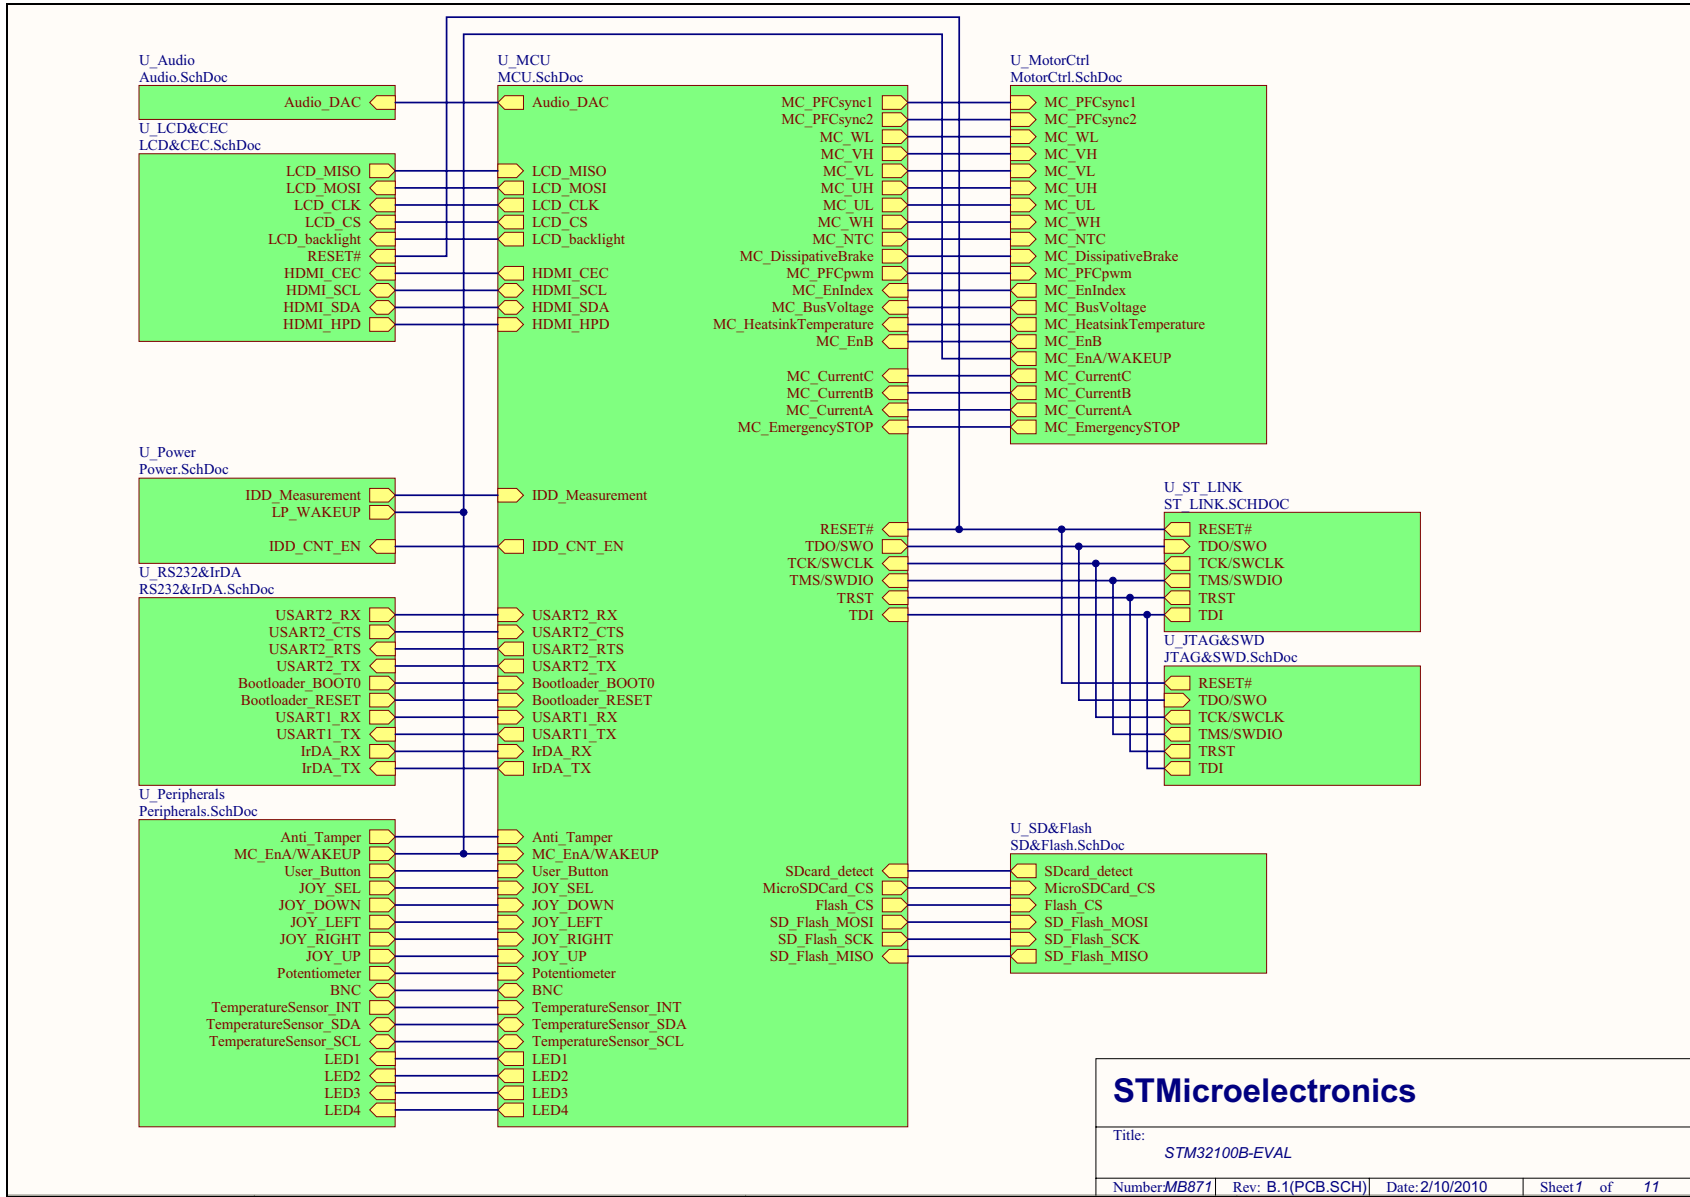 U_Audio
Audio.SchDoc
Audio_DAC
U_LCD&CEC
LCD&CEC.SchDoc
LCD_MISO
LCD_MOSI
LCD_CLK
LCD_CS
LCD_backlight
RESET#
HDMI_CEC
HDMI_SCL
HDMI_SDA
HDMI_HPD
U_Power
Power.SchDoc
IDD_Measurement
LP_WAKEUP
IDD_CNT_EN
U_RS232&IrDA
RS232&IrDA.SchDoc
USART2_RX
USART2_CTS
USART2_RTS
USART2_TX
Bootloader_BOOT0
Bootloader_RESET
USART1_RX
USART1_TX
IrDA_RX
IrDA_TX
U_Peripherals
Peripherals.SchDoc
Anti_Tamper
MC_EnA/WAKEUP
User_Button
JOY_SEL
JOY_DOWN
JOY_LEFT
JOY_RIGHT
JOY_UP
Potentiometer
BNC
TemperatureSensor_INT
TemperatureSensor_SDA
TemperatureSensor_SCL
LED1
LED2
LED3
LED4
U_MCU
MCU.SchDoc
Audio_DAC
LCD_MISO
LCD_MOSI
LCD_CLK
LCD_CS
LCD_backlight
HDMI_CEC
HDMI_SCL
HDMI_SDA
HDMI_HPD
IDD_Measurement
IDD_CNT_EN
USART2_RX
USART2_CTS
USART2_RTS
USART2_TX
Bootloader_BOOT0
Bootloader_RESET
USART1_RX
USART1_TX
IrDA_RX
IrDA_TX
Anti_Tamper
MC_EnA/WAKEUP
User_Button
JOY_SEL
JOY_DOWN
JOY_LEFT
JOY_RIGHT
JOY_UP
Potentiometer
BNC
TemperatureSensor_INT
TemperatureSensor_SDA
TemperatureSensor_SCL
LED1
LED2
LED3
LED4
MC_PFCsync1
MC_PFCsync2
MC_WL
MC_VH
MC_VL
MC_UH
MC_UL
MC_WH
MC_NTC
MC_DissipativeBrake
MC_PFCpwm
MC_EnIndex
MC_BusVoltage
MC_HeatsinkTemperature
MC_EnB
MC_CurrentC
MC_CurrentB
MC_CurrentA
MC_EmergencySTOP
RESET#
TDO/SWO
TCK/SWCLK
TMS/SWDIO
TRST
TDI
SDcard_detect
MicroSDCard_CS
Flash_CS
SD_Flash_MOSI
SD_Flash_SCK
SD_Flash_MISO
U_MotorCtrl
MotorCtrl.SchDoc
MC_PFCsync1
MC_PFCsync2
MC_WL
MC_VH
MC_VL
MC_UH
MC_UL
MC_WH
MC_NTC
MC_DissipativeBrake
MC_PFCpwm
MC_EnIndex
MC_BusVoltage
MC_HeatsinkTemperature
MC_EnB
MC_EnA/WAKEUP
MC_CurrentC
MC_CurrentB
MC_CurrentA
MC_EmergencySTOP
U_ST_LINK
ST_LINK.SCHDOC
RESET#
TDO/SWO
TCK/SWCLK
TMS/SWDIO
TRST
TDI
U_JTAG&SWD
JTAG&SWD.SchDoc
RESET#
TDO/SWO
TCK/SWCLK
TMS/SWDIO
TRST
TDI
U_SD&Flash
SD&Flash.SchDoc
SDcard_detect
MicroSDCard_CS
Flash_CS
SD_Flash_MOSI
SD_Flash_SCK
SD_Flash_MISO
STMicroelectronics
Title:
STM32100B-EVAL
Number:MB871 Rev: B.1(PCB.SCH) Date:2/10/2010 Sheet 1 of 11